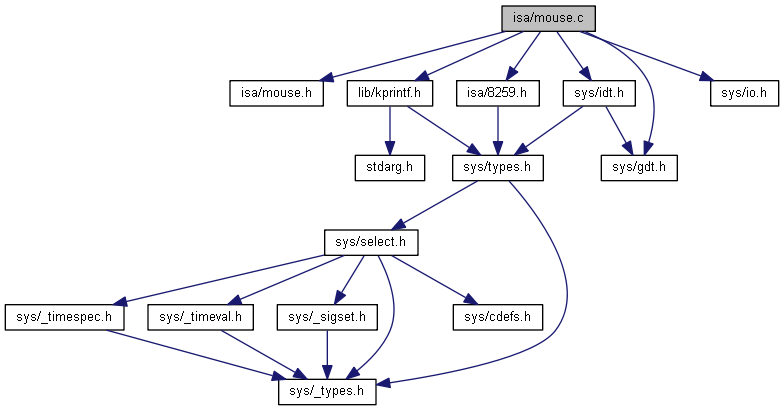 isa/mouse.c
isa/mouse.h
lib/kprintf.h
isa/8259.h
sys/idt.h
sys/io.h
stdarg.h
sys/types.h
sys/gdt.h
sys/select.h
sys/_timespec.h
sys/_timeval.h
sys/_sigset.h
sys/cdefs.h
sys/_types.h